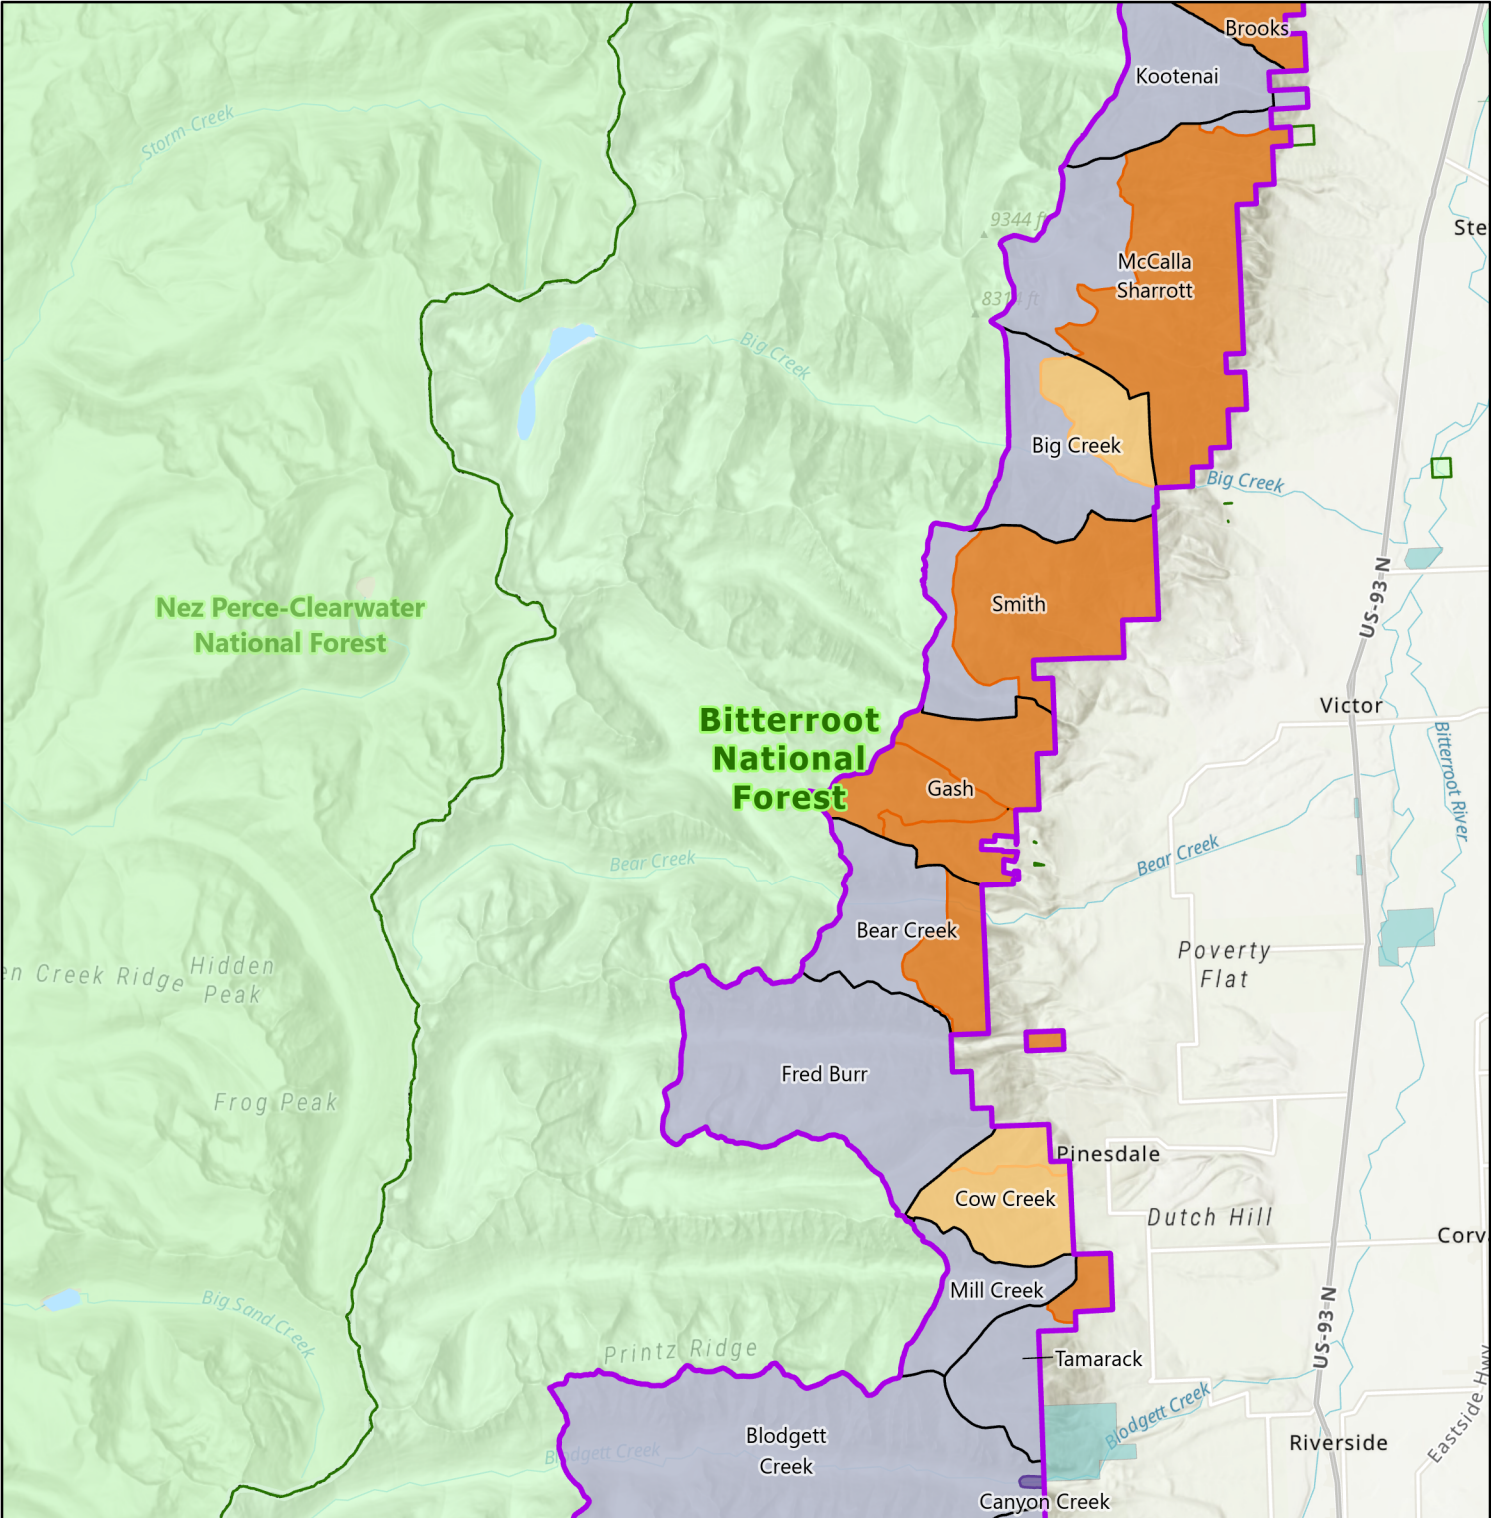 Brooks
Kootenai
Storm Creek
9344 ft
Ste
McCalla
Sharrott
ft
Big Creek
Big Creek
Big Creek
US-93 N
Smith
Nez Perce-Clearwater
National Forest
Victor
Bitterroot
National
Forest
Bitterroot River
Gash
Bear Creek
Bear Creek
Bear Creek
Poverty
Flat
en Creek Ridge
Hidden
Peak
Fred Burr
Frog Peak
Pinesdale
Cow Creek
Dutch Hill
Corv
Mill Creek
Big Sand Creek
US-93 N
Printz Ridge
Tamarack
Blodgett Creek
Eastside Hwy
Blodgett
Creek
Riverside
Blodgett Creek
Canyon Creek